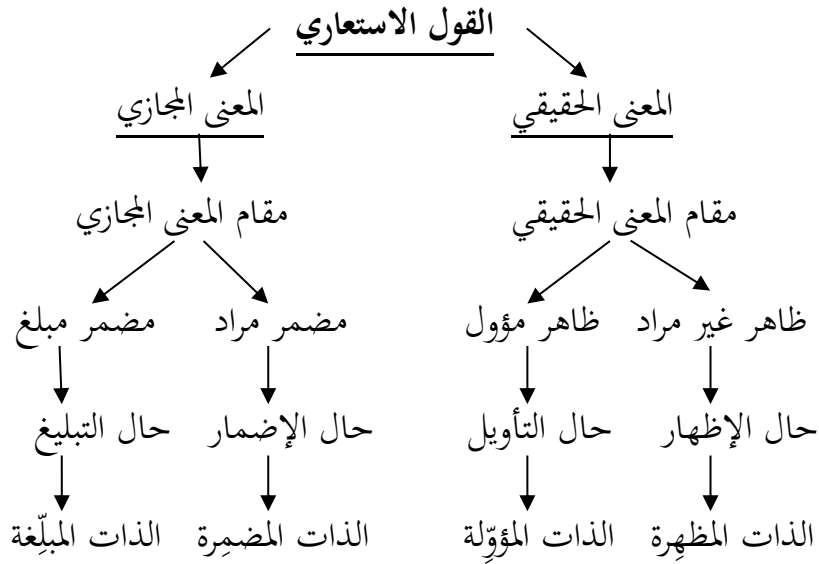 القول الاستعاري
المعنى الحقيقي المعنى المجازي
مقام المعنى الحقيقي مقام المعنى المجازي
ظاهر غير مراد ظاهر مؤول مضمر مراد مضمر مبلغ
حال الإظهار حال التأويل حال الإضمار حال التبليغ
الذات المظهِرة الذات المؤوِّلة الذات المضمِرة الذات المبلِّغة